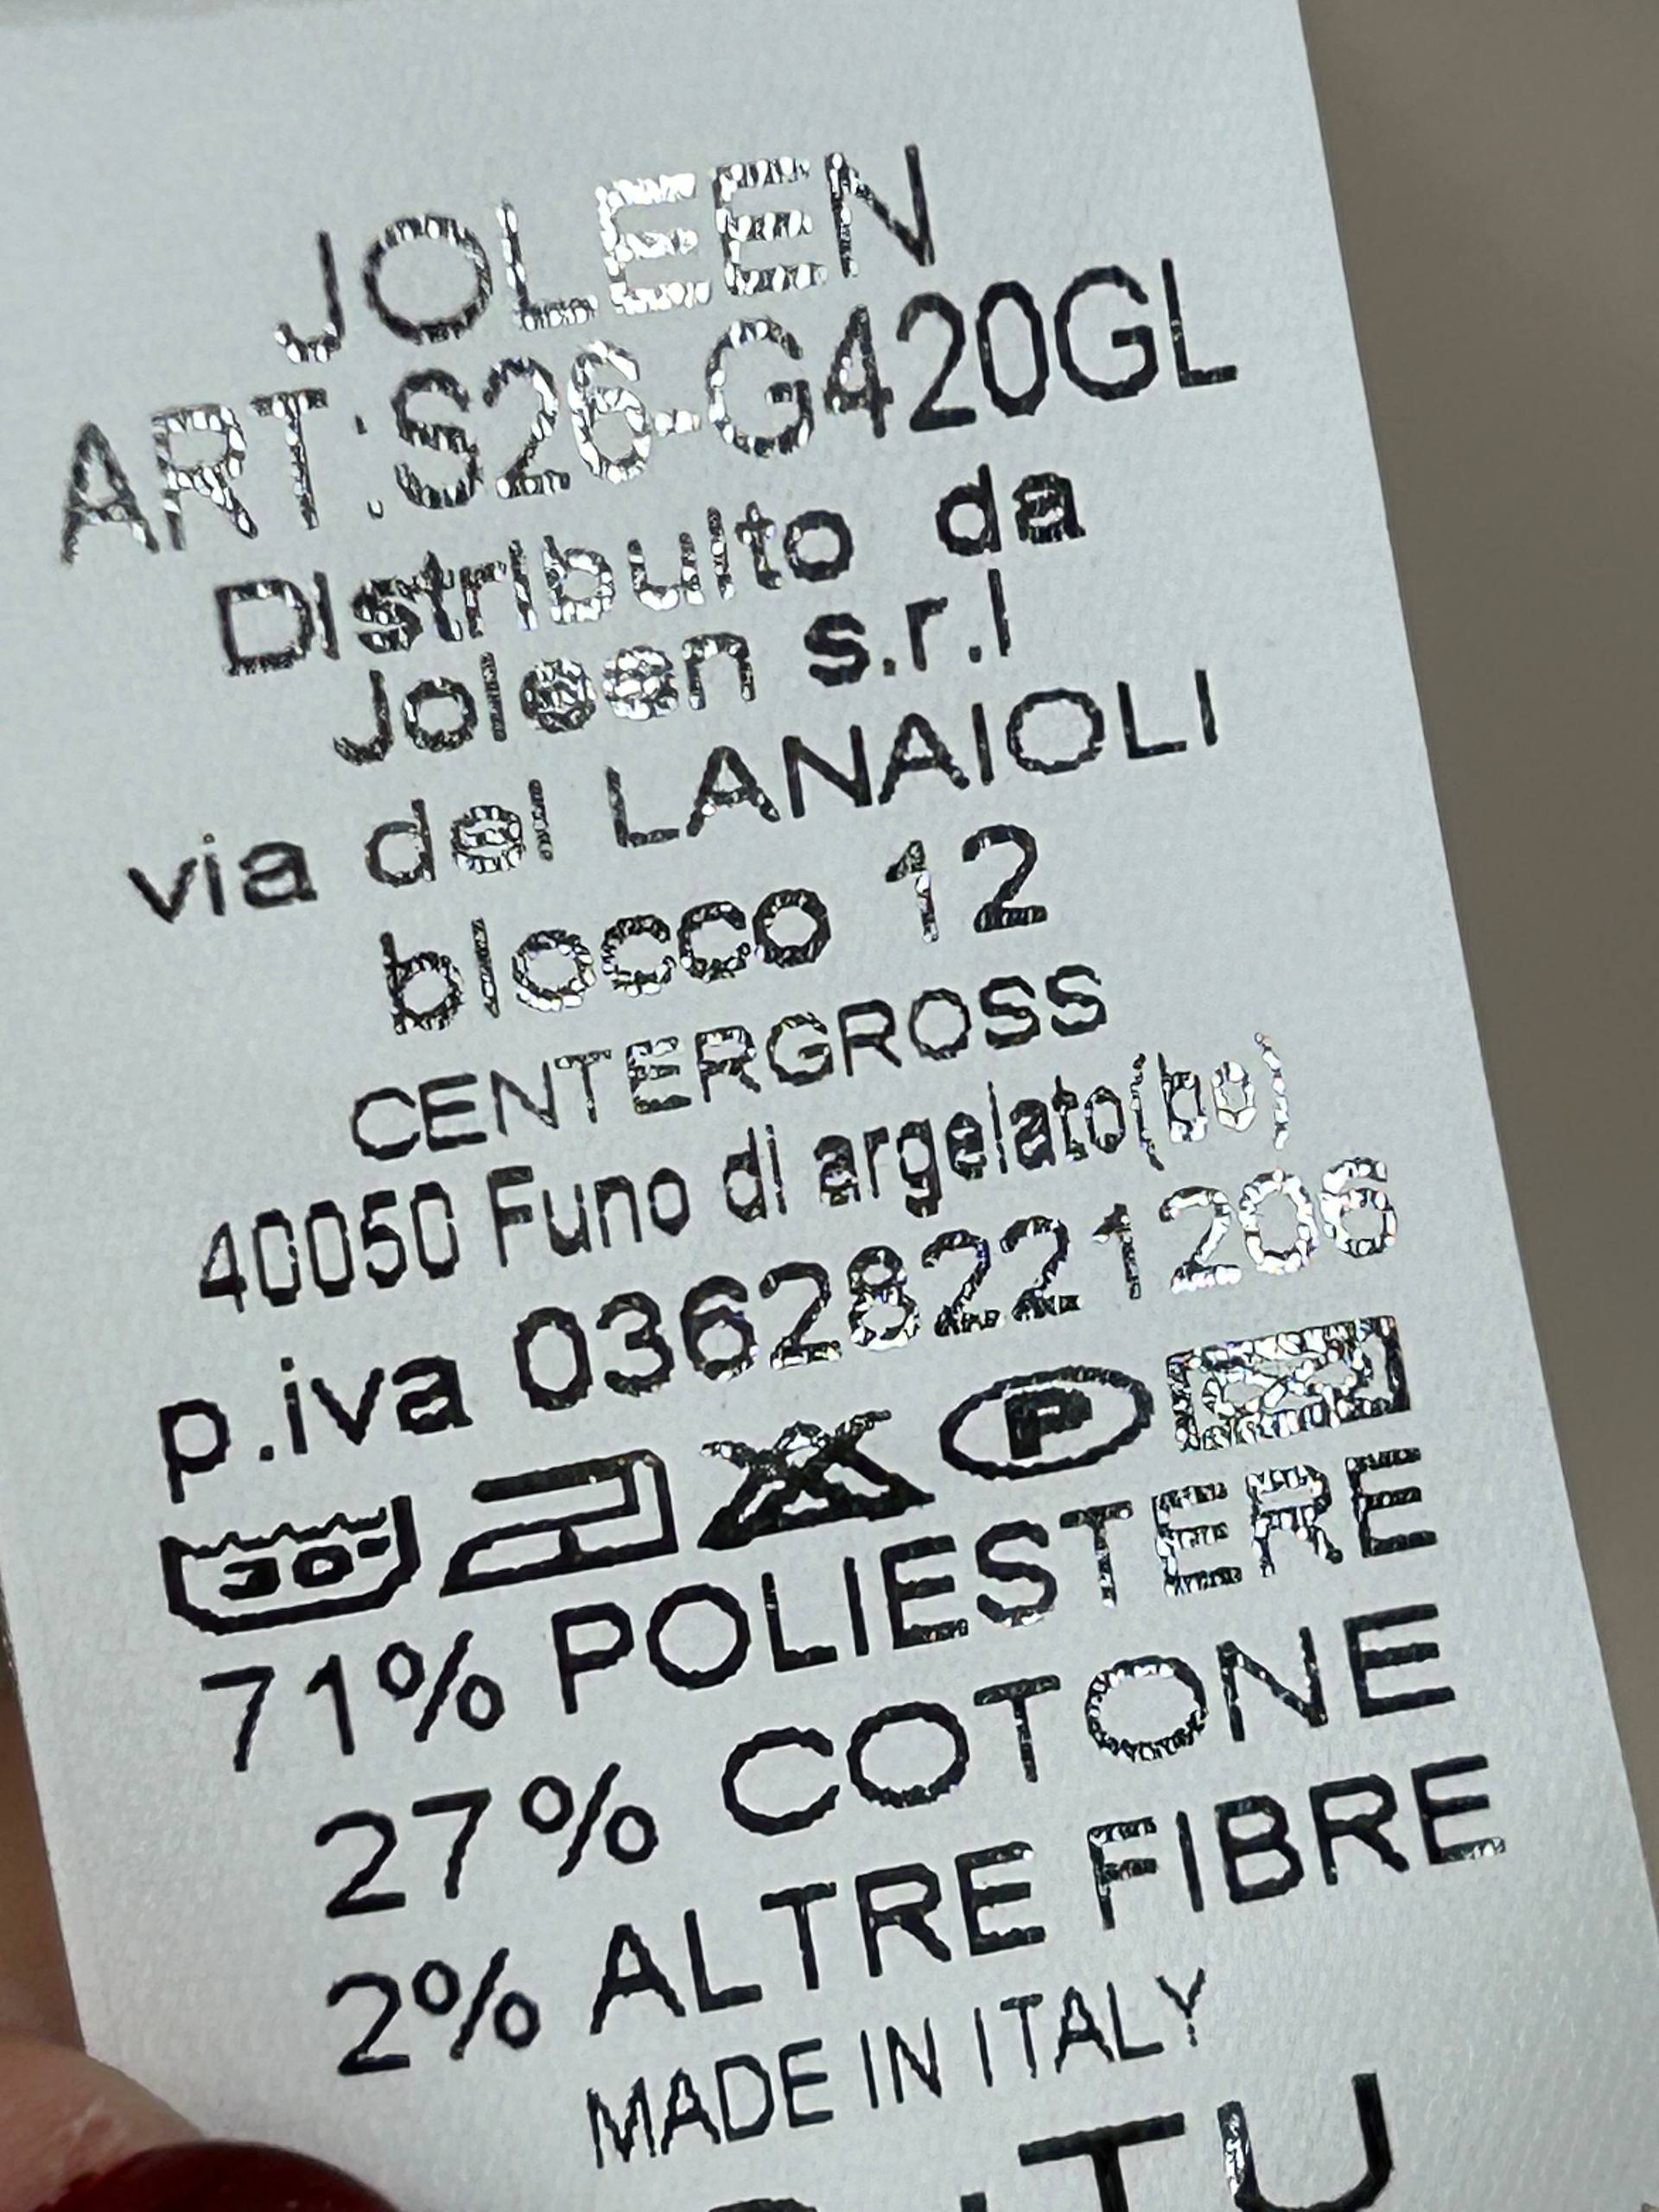 JOLEEN
ART:S26-G420GL
Distribuito da
Joleen s.r.l
via dei LANAIOLI
blocco 12
CENTERGROSS
40050 Funo di argelato(bo)
p.iva 03628221206
30° P
71% POLIESTERE
27% COTONE
2% ALTRE FIBRE
MADE IN ITALY